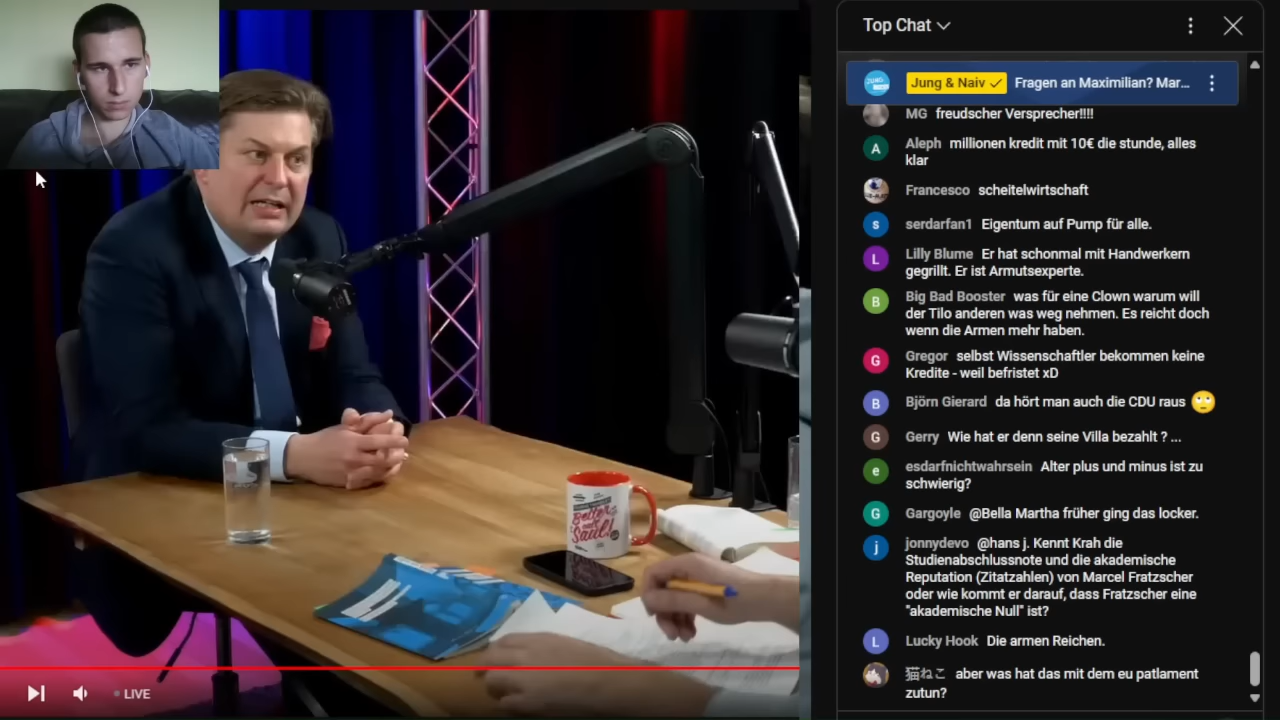 Top Chat
Jung & Naiv Fragen an Maximilian? Mar...
MG freudscher Versprecher!!!!
Aleph millionen kredit mit 10€ die stunde, alles
klar
Francesco scheitelwirtschaft
serdarfan1 Eigentum auf Pump für alle.
Lilly Blume Er hat schonmal mit Handwerkern
gegrillt. Er ist Armutsexperte.
Big Bad Booster was für eine Clown warum will
der Tilo anderen was weg nehmen. Es reicht doch
wenn die Armen mehr haben.
Gregor selbst Wissenschaftler bekommen keine
Kredite - weil befristet xD
Björn Gierard da hört man auch die CDU raus 🙄
Gerry Wie hat er denn seine Villa bezahlt ? ...
esdarfnichtwahrsein Alter plus und minus ist zu
schwierig?
Gargoyle @Bella Martha früher ging das locker.
jonnydevo @hans j. Kennt Krah die
Studienabschlussnote und die akademische
Reputation (Zitatzahlen) von Marcel Fratzscher
oder wie kommt er darauf, dass Fratzscher eine
"akademische Null" ist?
Lucky Hook Die armen Reichen.
猫ねこ aber was hat das mit dem eu patlament
zutun?
Better
Saul!
LIVE